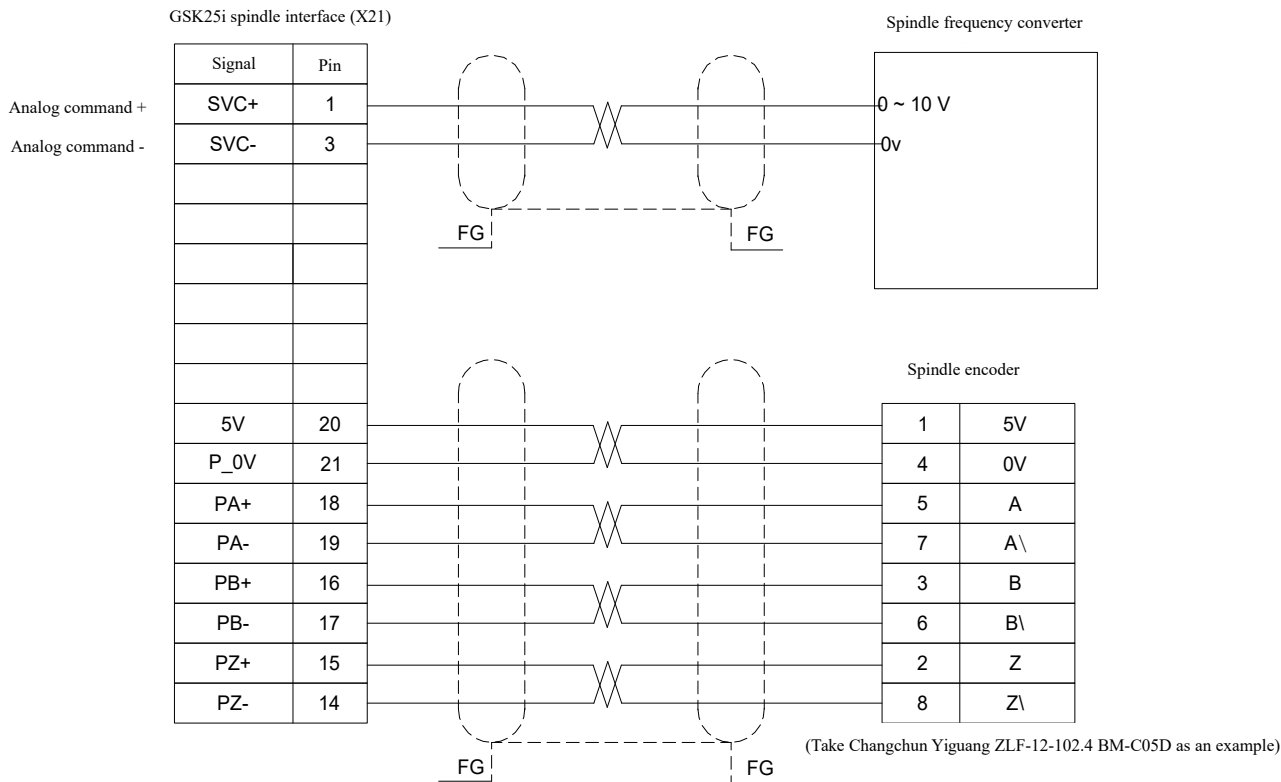 GSK25i spindle interface (X21)
Spindle frequency converter
Signal Pin
Analog command + SVC+ 1 0 ~ 10 V
Analog command - SVC- 3 0v
FG FG
Spindle encoder
5V 20 1 5V
P_0V 21 4 0V
PA+ 18 5 A
PA- 19 7 A\
PB+ 16 3 B
PB- 17 6 B\
PZ+ 15 2 Z
PZ- 14 8 Z\
(Take Changchun Yiguang ZLF-12-102.4 BM-C05D as an example)
FG FG